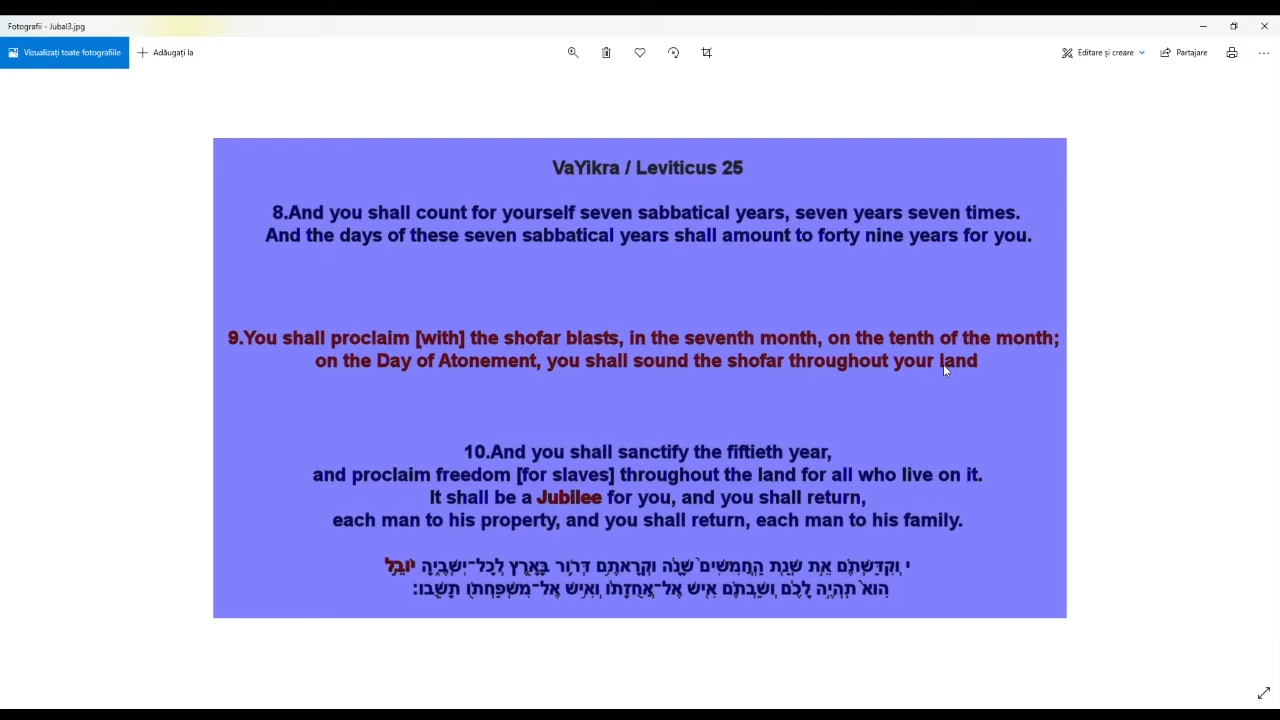 Fotografii - Jubal3.jpg
Vizualizați toate fotografiile
Adăugați la
Editare și creare
Partajare
VaYikra / Leviticus 25
8.And you shall count for yourself seven sabbatical years, seven years seven times.
And the days of these seven sabbatical years shall amount to forty nine years for you.
9.You shall proclaim [with] the shofar blasts, in the seventh month, on the tenth of the month;
on the Day of Atonement, you shall sound the shofar throughout your land
10.And you shall sanctify the fiftieth year,
and proclaim freedom [for slaves] throughout the land for all who live on it.
It shall be a Jubilee for you, and you shall return,
each man to his property, and you shall return, each man to his family.
י וְקִדַּשְׁתֶּם אֵת שְׁנַת הַחֲמִשִּׁים שָׁנָה וּקְרָאתֶם דְּרוֹר בָּאָרֶץ לְכָל־יֹשְׁבֶיהָ יוֹבֵל
הִוא תִּהְיֶה לָכֶם וְשַׁבְתֶּם אִישׁ אֶל־אֲחֻזָּתוֹ וְאִישׁ אֶל־מִשְׁפַּחְתּוֹ תָּשֻׁבוּ: